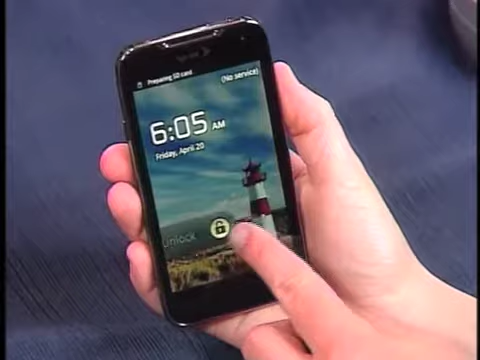 Preparing SD card
(No service)
6:05 AM
Friday, April 20
Unlock